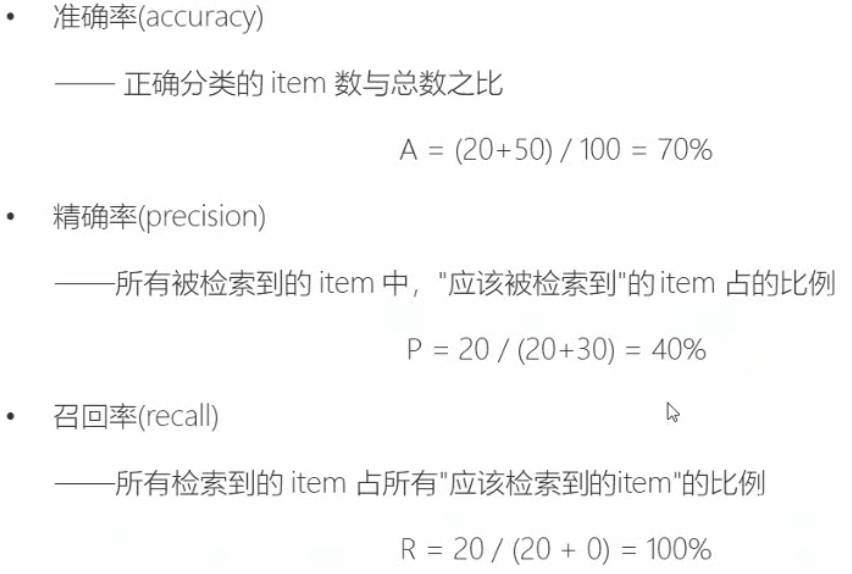 • 准确率(accuracy)
—— 正确分类的 item 数与总数之比
A = (20+50) / 100 = 70%
• 精确率(precision)
——所有被检索到的 item 中，"应该被检索到"的item 占的比例
P = 20 / (20+30) = 40%
• 召回率(recall)
——所有检索到的 item 占所有"应该检索到的item"的比例
R = 20 / (20 + 0) = 100%